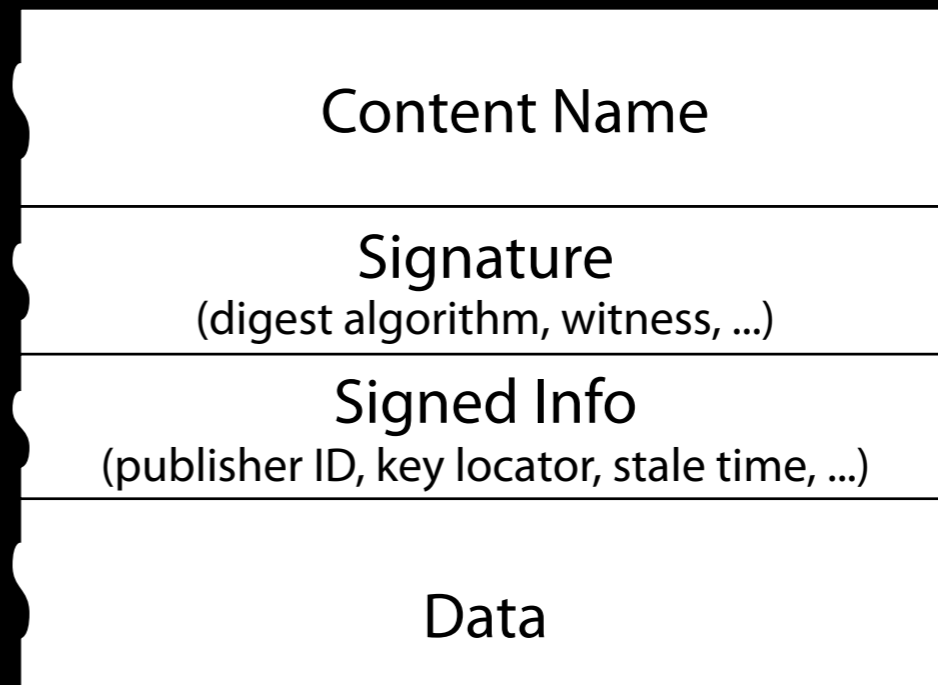 Content Name
Signature
(digest algorithm, witness, ...)
Signed Info
(publisher ID, key locator, stale time, ...)
Data